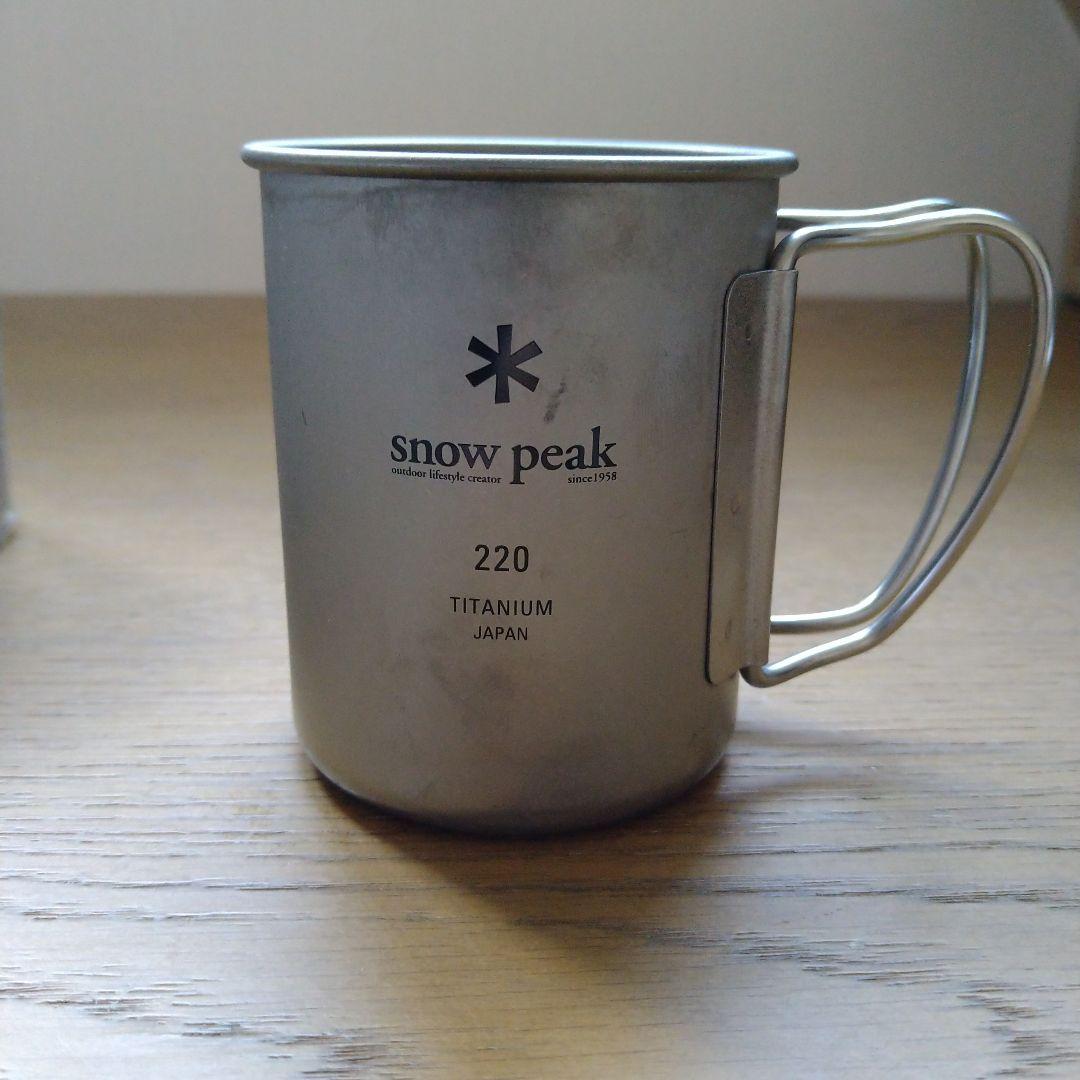 snow peak
outdoor lifestyle creator since1958
220
TITANIUM
JAPAN